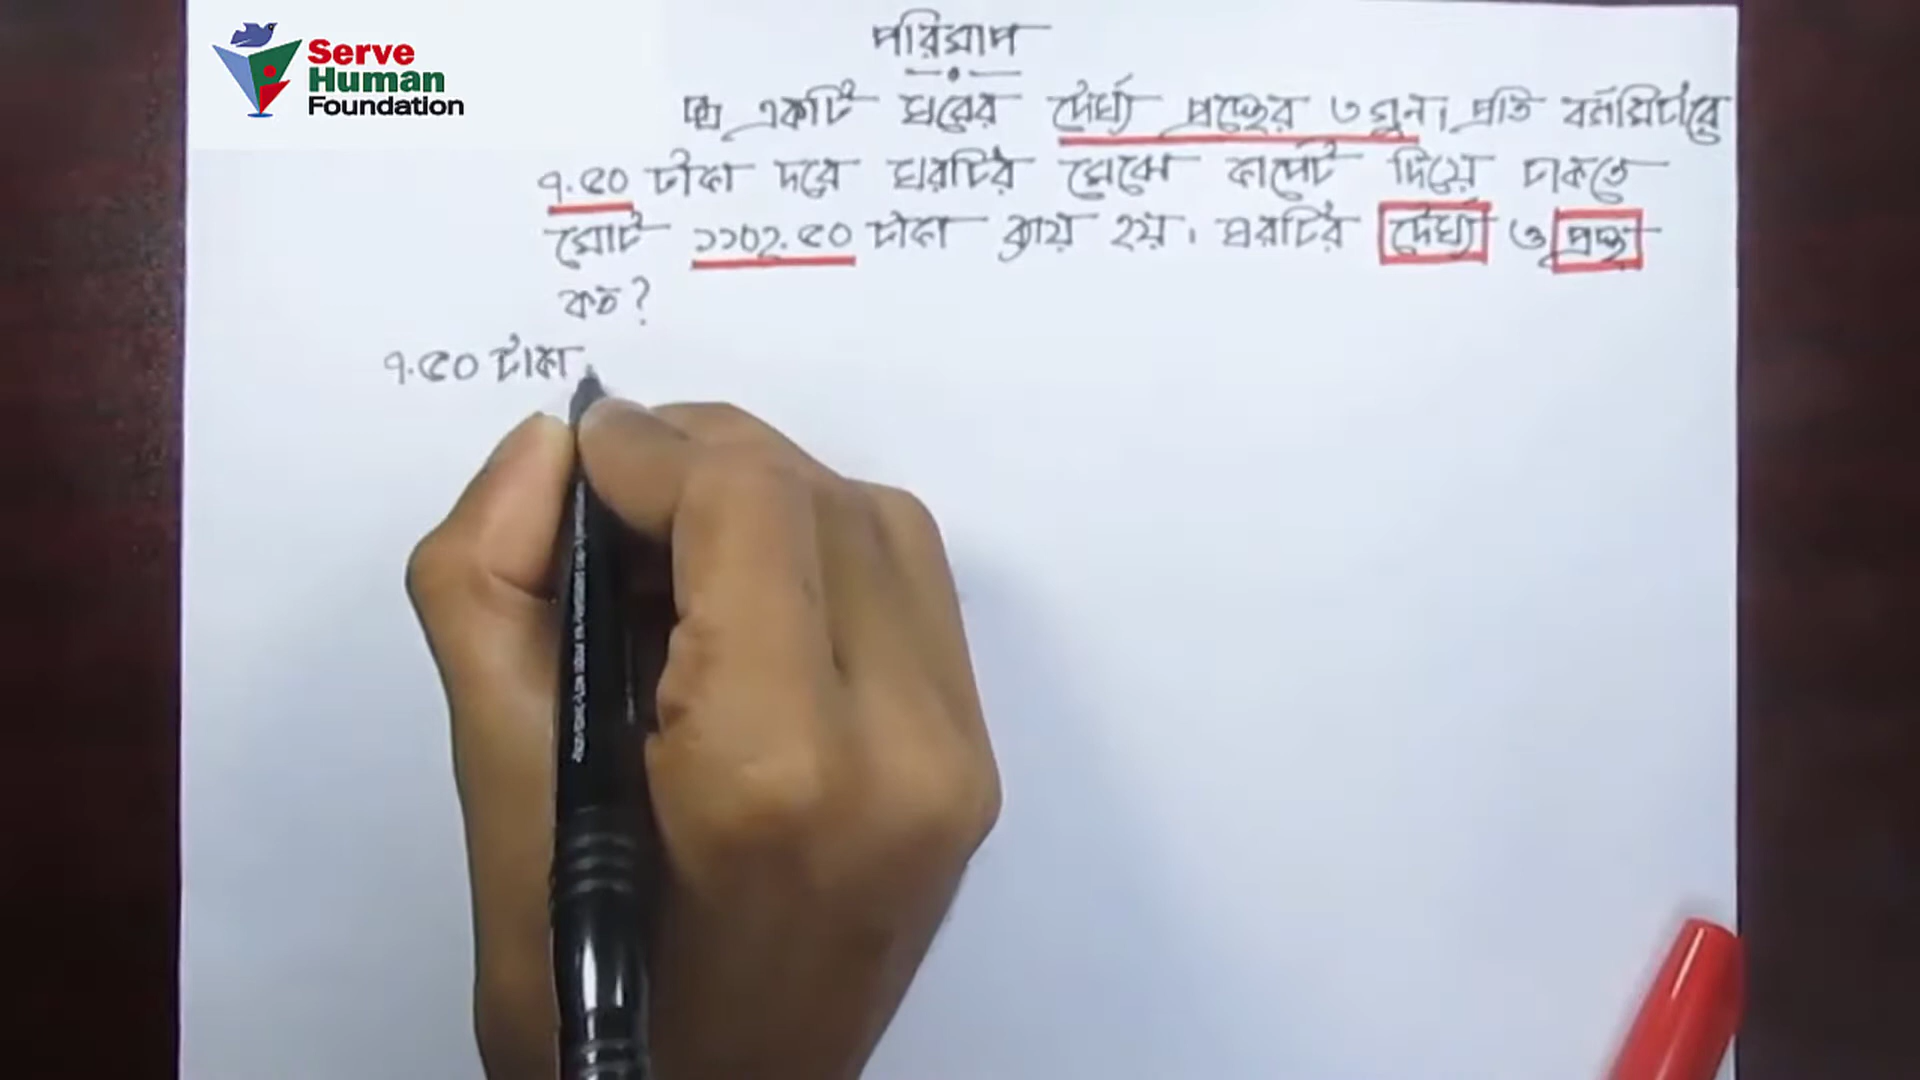 Serve
Human
Foundation
পরিমাপ
একটি ঘরের দৈর্ঘ্য প্রস্থের ৩ গুন। প্রতি বর্গমিটারে
৭.৫০ টাকা দরে ঘরটির মেঝে কার্পেট দিয়ে ঢাকতে
মোট ১১০২.৫০ টাকা ব্যয় হয়। ঘরটির দৈর্ঘ্য ও প্রস্থ
কত?
৭.৫০ টাকা